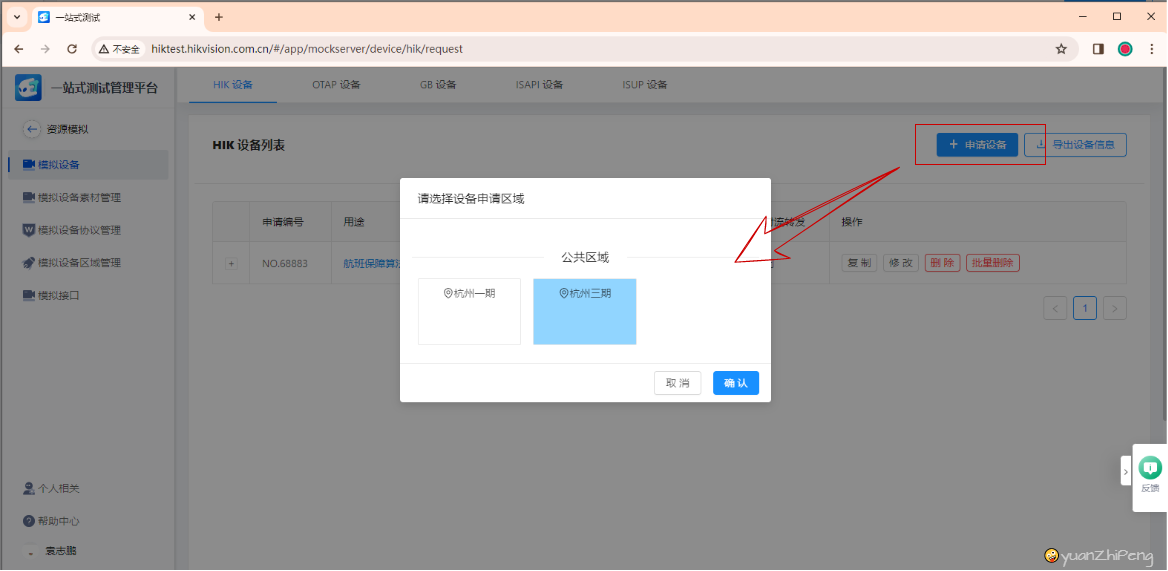 一站式测试
不安全
hiktest.hikvision.com.cn/#/app/mockserver/device/hik/request
一站式测试管理平台
HIK 设备
OTAP 设备
GB 设备
ISAPI 设备
ISUP 设备
资源模拟
模拟设备
模拟设备素材管理
模拟设备协议管理
模拟设备区域管理
模拟接口
HIK 设备列表
申请设备
导出设备信息
申请编号
用途
流转发
操作
NO.68883
航班保障算法
复 制
修 改
删 除
批量删除
1
请选择设备申请区域
公共区域
杭州一期
杭州三期
取 消
确 认
反馈
个人相关
帮助中心
袁志鹏
yuanZhiPeng